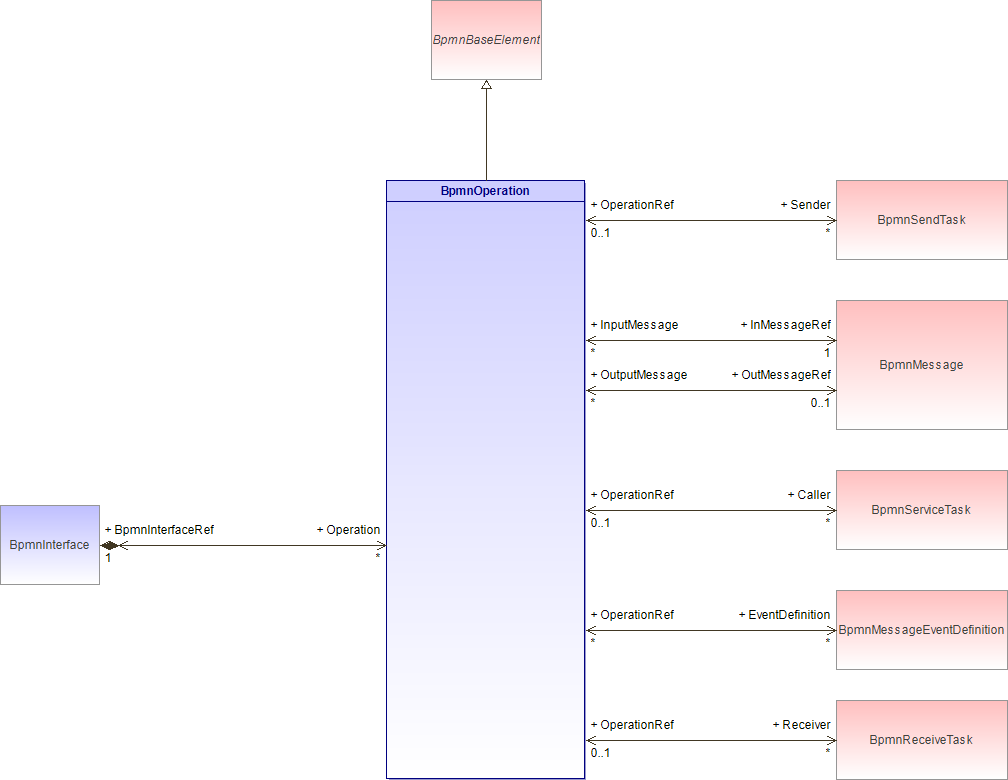 BpmnBaseElement
BpmnOperation
+ OperationRef
+ Sender
0..1
*
BpmnSendTask
+ InputMessage
+ InMessageRef
*
1
+ OutputMessage
+ OutMessageRef
*
0..1
BpmnMessage
+ OperationRef
+ Caller
0..1
*
BpmnServiceTask
BpmnInterface
+ BpmnInterfaceRef
+ Operation
1
*
+ OperationRef
+ EventDefinition
*
*
BpmnMessageEventDefinition
+ OperationRef
+ Receiver
0..1
*
BpmnReceiveTask